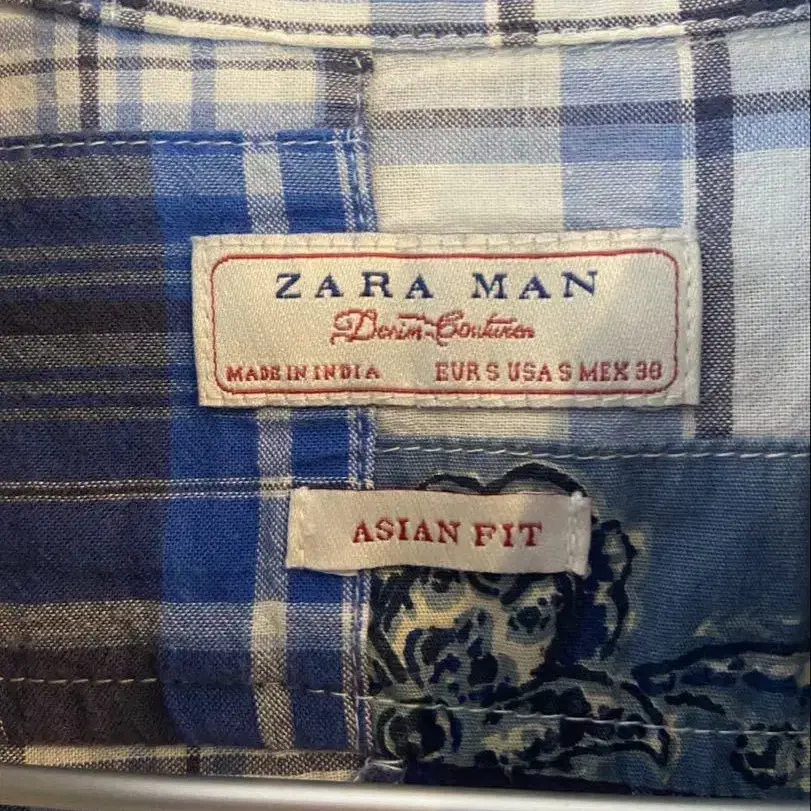 ZARA MAN
Denim-Couture
MADE IN INDIA EUR S USA S MEX 38
ASIAN FIT